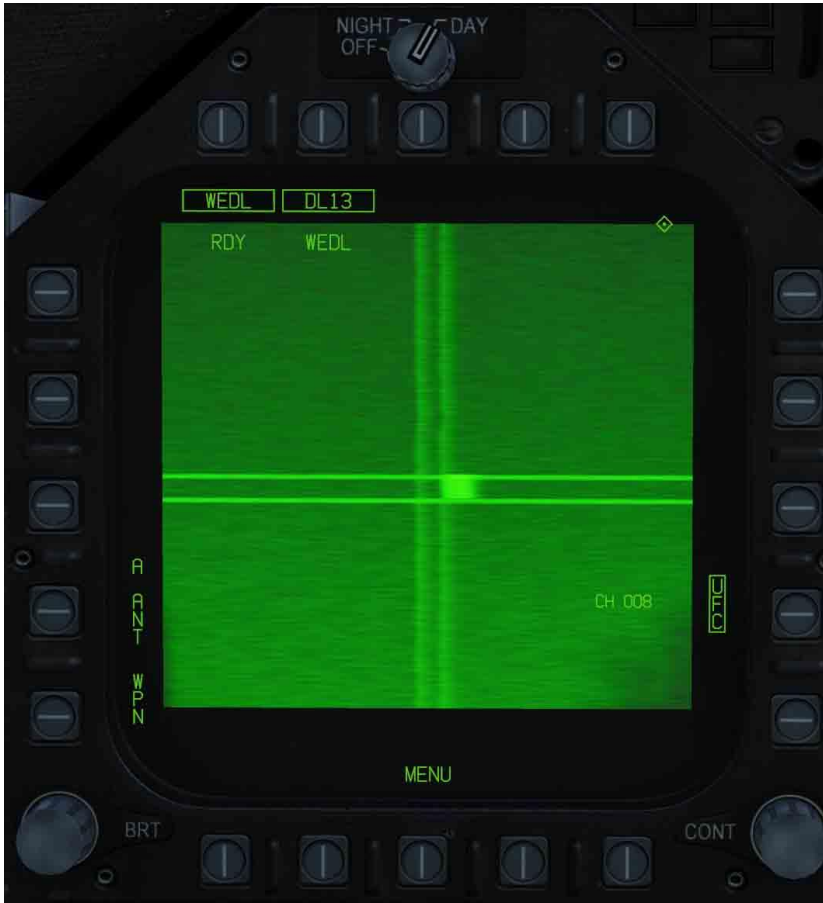 NIGHT DAY
OFF
WEDL DL13
RDY WEDL
A
ANT
CH 008
UFC
WPN
MENU
BRT CONT